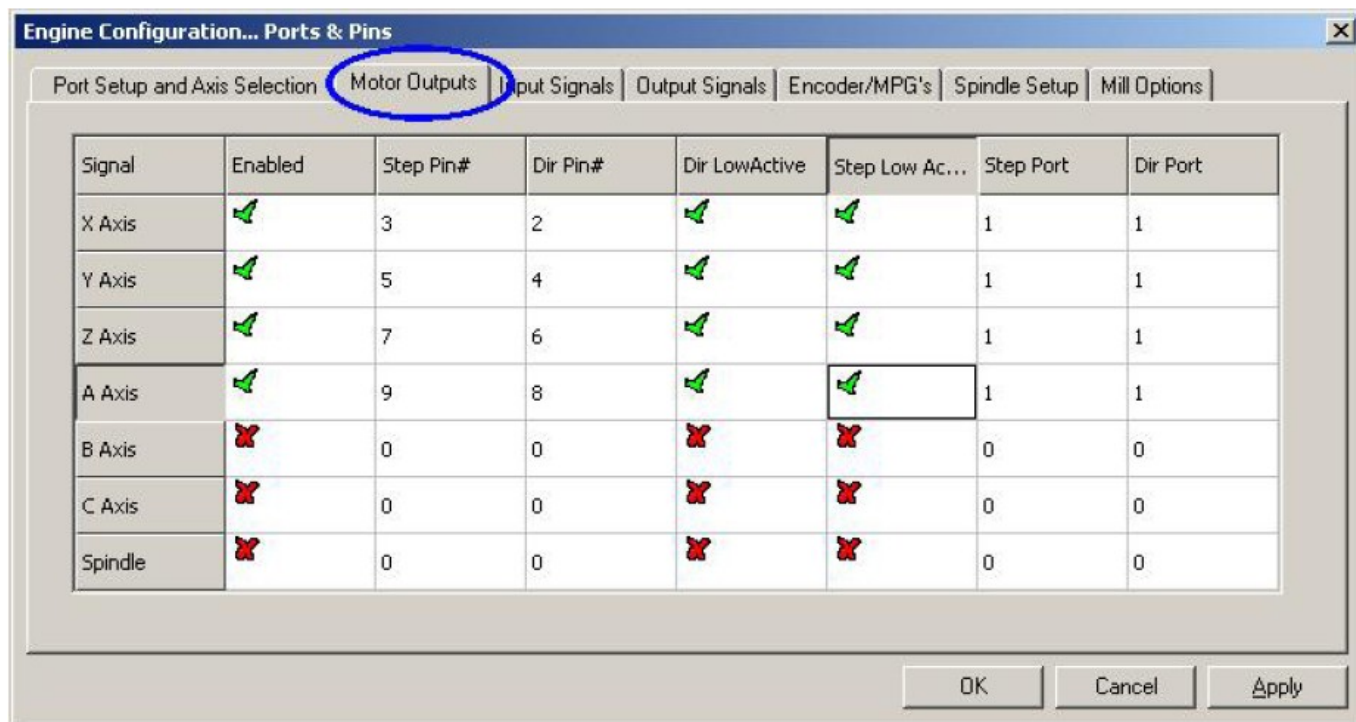 Engine Configuration... Ports & Pins
Port Setup and Axis Selection Motor Outputs Input Signals Output Signals Encoder/MPG's Spindle Setup Mill Options
Signal Enabled Step Pin# Dir Pin# Dir LowActive Step Low Ac... Step Port Dir Port
X Axis 3 2 1 1
Y Axis 5 4 1 1
Z Axis 7 6 1 1
A Axis 9 8 1 1
B Axis 0 0 0 0
C Axis 0 0 0 0
Spindle 0 0 0 0
OK Cancel Apply